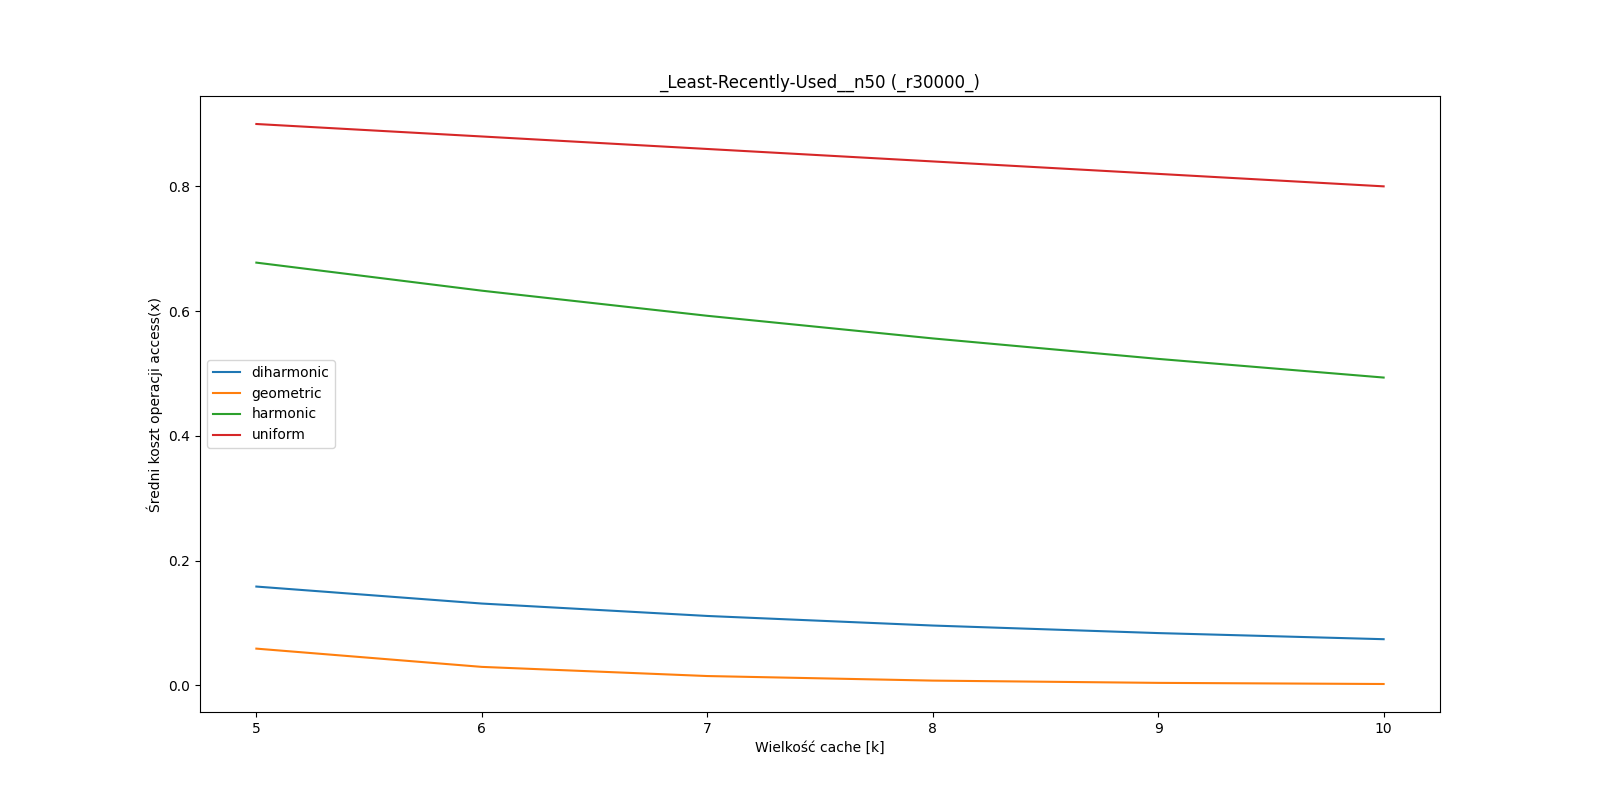 _Least-Recently-Used__n50 (_r30000_)
Średni koszt operacji access(x)
0.8
0.6
0.4
0.2
0.0
diharmonic
geometric
harmonic
uniform
5 6 7 8 9 10
Wielkość cache [k]